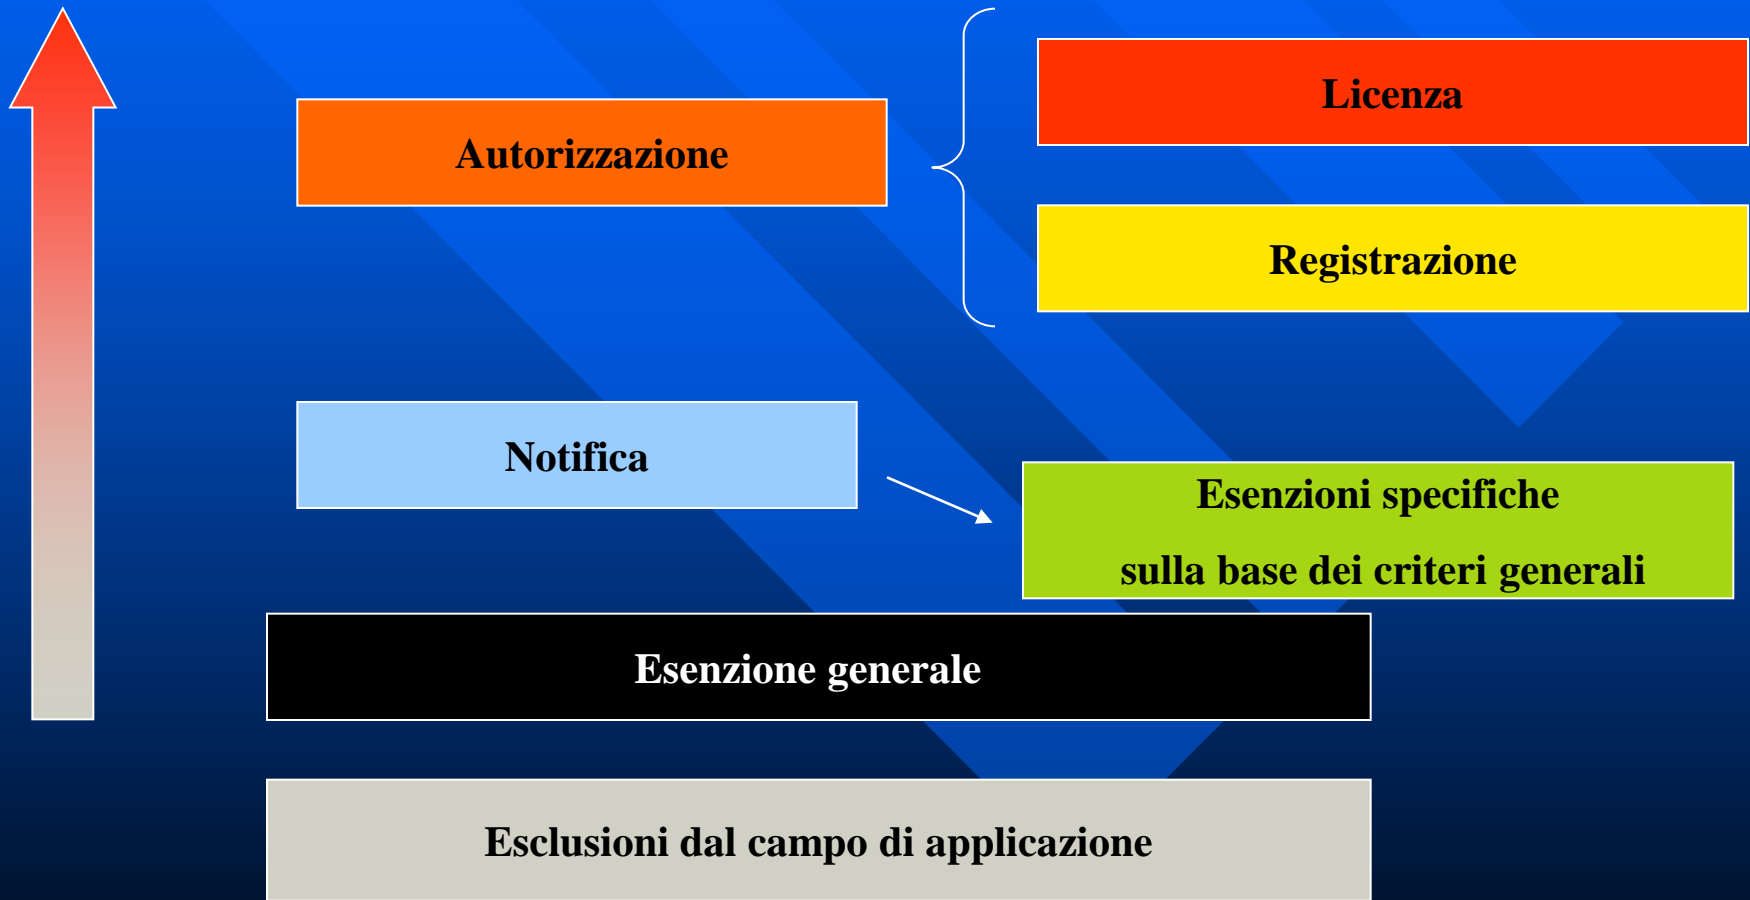 Licenza
Autorizzazione
Registrazione
Notifica
Esenzioni specifiche
sulla base dei criteri generali
Esenzione generale
Esclusioni dal campo di applicazione